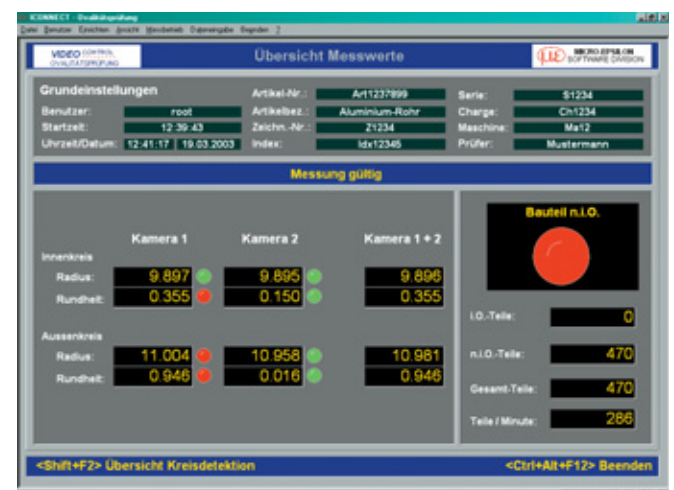 ICONNECT - Ovalitätsprüfung
Datei Benutzer Einrichten Ansicht Messbetrieb Dateneingabe Beenden ?
VIDEO CONTROL
OVALITÄTSPRÜFUNG
Übersicht Messwerte
MICRO-EPSILON
SOFTWARE DIVISION
Grundeinstellungen
Benutzer: root
Startzeit: 12:39:43
Uhrzeit/Datum: 12:41:17 19.03.2003
Artikel-Nr.: Art1237899
Artikelbez.: Aluminium-Rohr
Zeichn.-Nr.: Z1234
Index: Idx12345
Serie: S1234
Charge: Ch1234
Maschine: Ma12
Prüfer: Mustermann
Messung gültig
Kamera 1 Kamera 2 Kamera 1 + 2
Innenkreis
Radius: 9.897 9.895 9.896
Rundheit: 0.355 0.150 0.355
Aussenkreis
Radius: 11.004 10.958 10.981
Rundheit: 0.946 0.016 0.946
Bauteil n.i.O.
i.O.-Teile: 0
n.i.O.-Teile: 470
Gesamt-Teile: 470
Teile / Minute: 286
<Shift+F2> Übersicht Kreisdetektion
<Ctrl+Alt+F12> Beenden